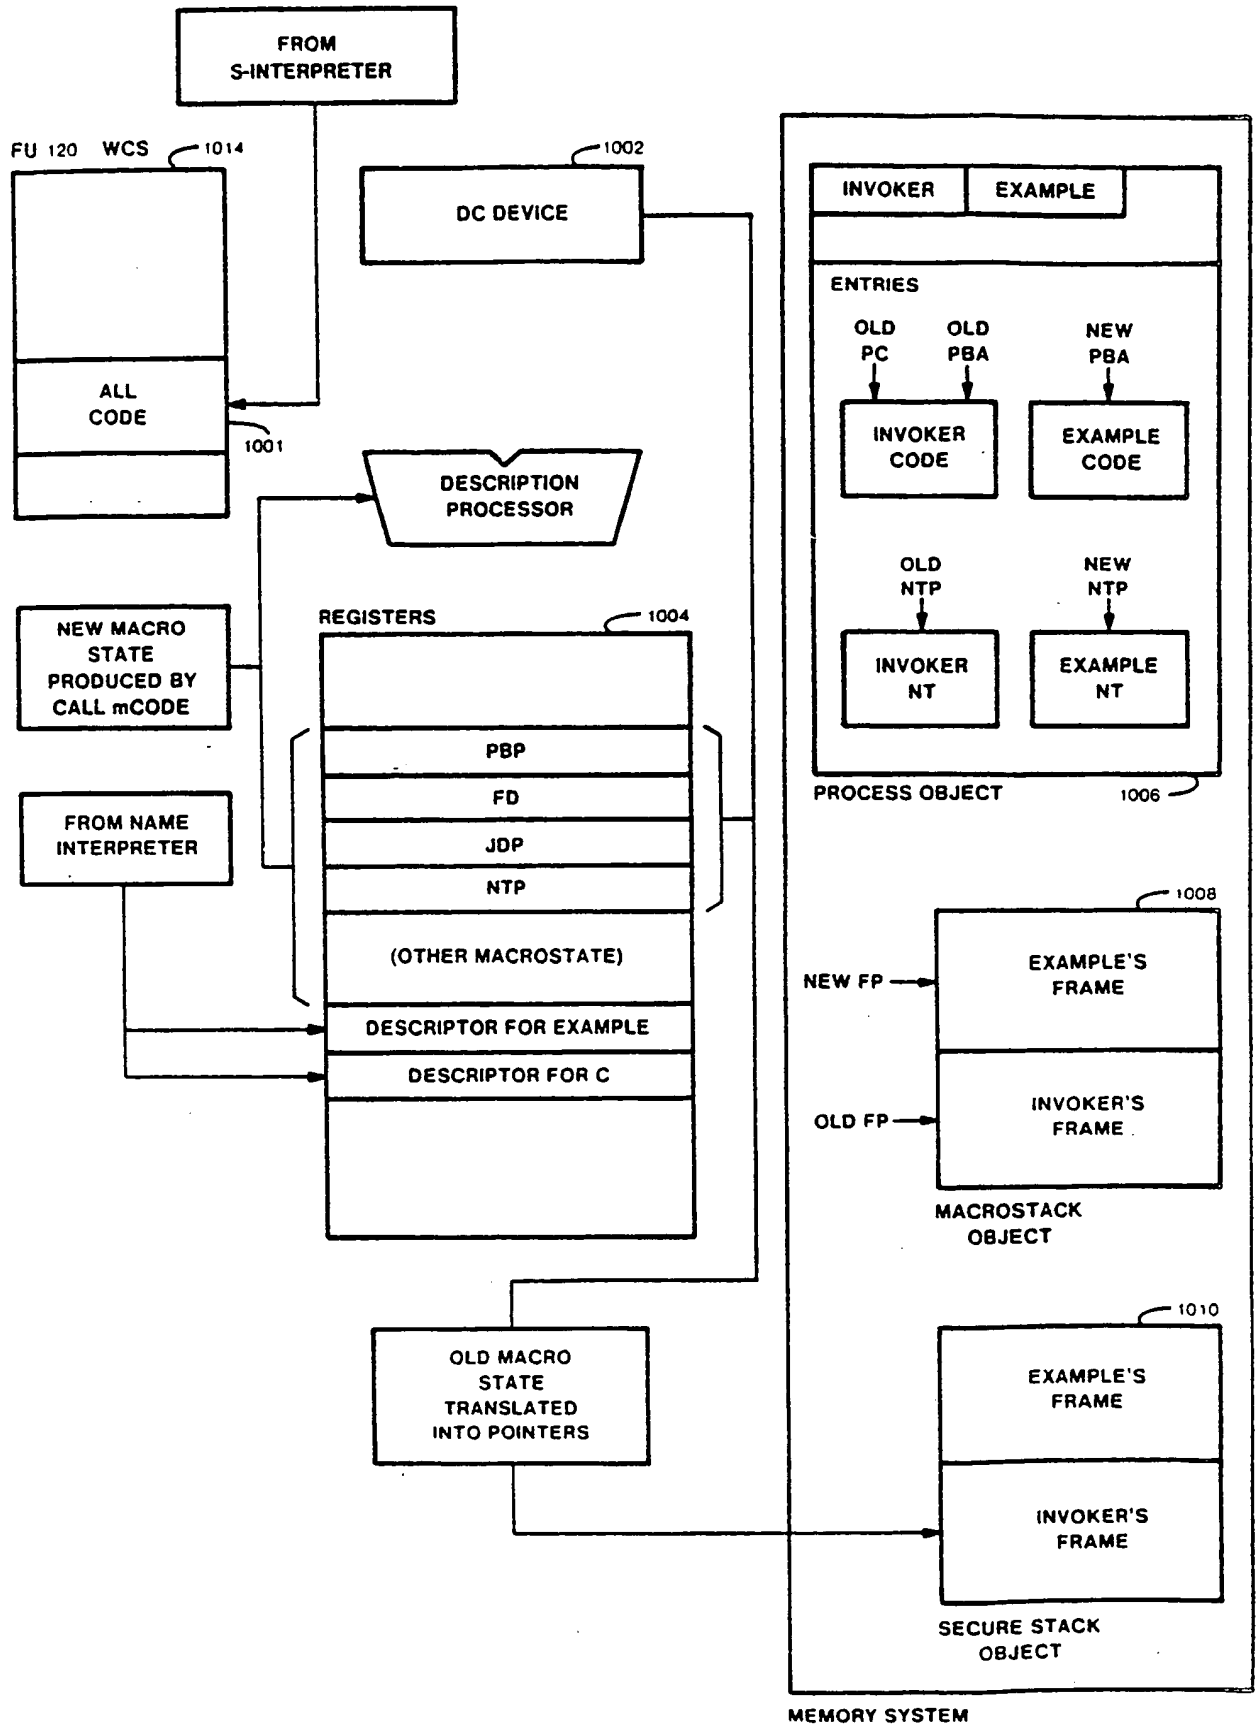 FROM
S-INTERPRETER
FU 120 WCS 1014
ALL
CODE
1001
1002
DC DEVICE
DESCRIPTION
PROCESSOR
NEW MACRO
STATE
PRODUCED BY
CALL mCODE
FROM NAME
INTERPRETER
REGISTERS
1004
PBP
FD
JDP
NTP
(OTHER MACROSTATE)
DESCRIPTOR FOR EXAMPLE
DESCRIPTOR FOR C
OLD MACRO
STATE
TRANSLATED
INTO POINTERS
INVOKER EXAMPLE
ENTRIES
OLD
PC
OLD
PBA
NEW
PBA
INVOKER
CODE
EXAMPLE
CODE
OLD
NTP
NEW
NTP
INVOKER
NT
EXAMPLE
NT
PROCESS OBJECT
1006
1008
NEW FP
EXAMPLE'S
FRAME
OLD FP
INVOKER'S
FRAME
MACROSTACK
OBJECT
1010
EXAMPLE'S
FRAME
INVOKER'S
FRAME
SECURE STACK
OBJECT
MEMORY SYSTEM